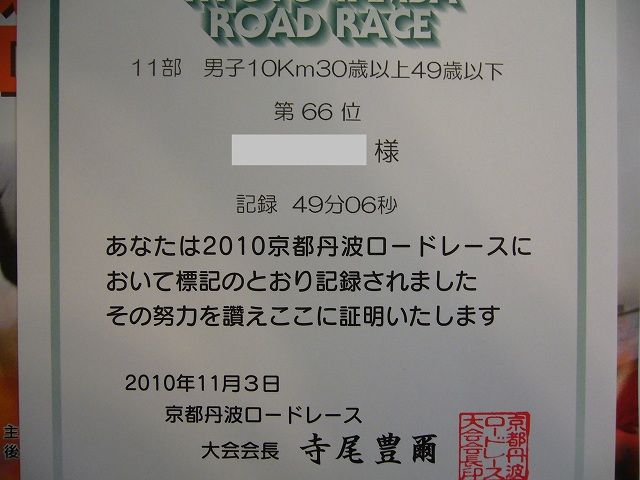 KYOTO TAMBA
ROAD RACE
11部 男子10Km30歳以上49歳以下
第66位
様
記録 49分06秒
あなたは2010京都丹波ロードレースに
おいて標記のとおり記録されました
その努力を讃えここに証明いたします
2010年11月3日
京都丹波ロードレース
大会会長 寺尾豊爾
京都丹波
ロードレース
大会会長印
主
後